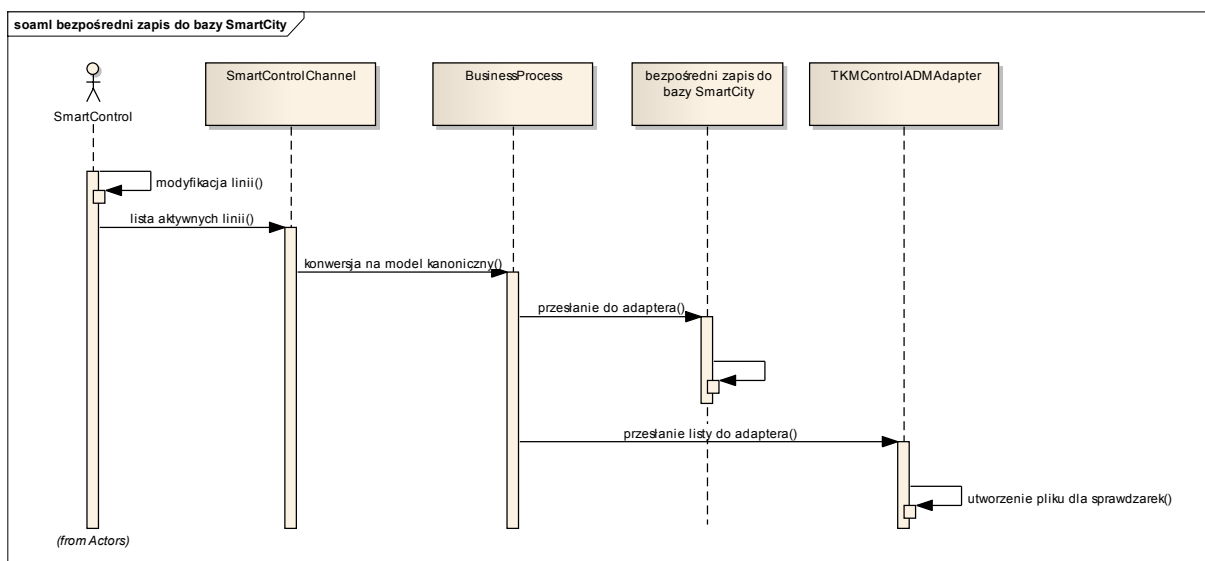 soaml bezpośredni zapis do bazy SmartCity
SmartControl
SmartControlChannel
BusinessProcess
bezpośredni zapis do
bazy SmartCity
TKMControlADMAdapter
modyfikacja linii()
lista aktywnych linii()
konwersja na model kanoniczny()
przesłanie do adaptera()
przesłanie listy do adaptera()
utworzenie pliku dla sprawdzarek()
(from Actors)